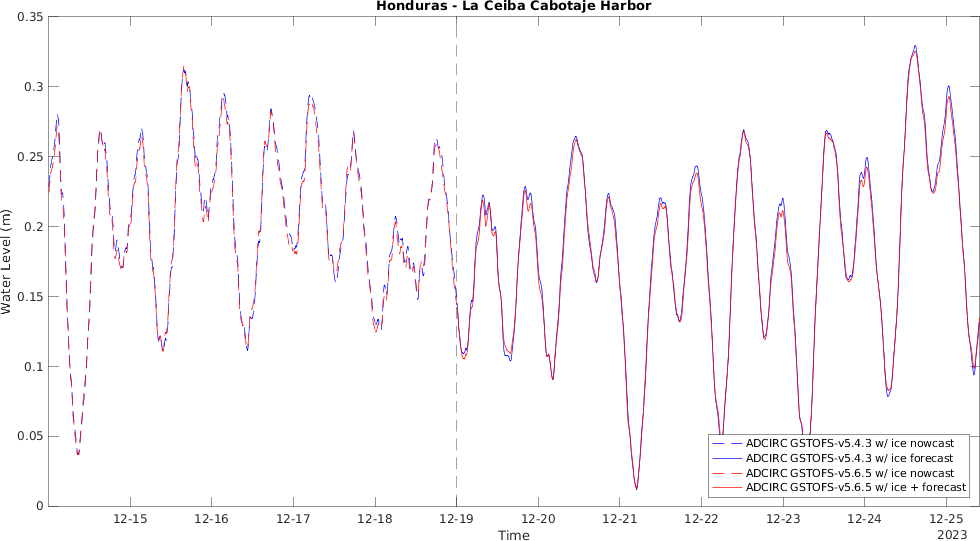 Honduras - La Ceiba Cabotaje Harbor
0.35
0.3
0.25
0.2
0.15
0.1
0.05
0
Water Level (m)
ADCIRC GSTOFS-v5.4.3 w/ ice nowcast
ADCIRC GSTOFS-v5.4.3 w/ ice forecast
ADCIRC GSTOFS-v5.6.5 w/ ice nowcast
ADCIRC GSTOFS-v5.6.5 w/ ice + forecast
12-15 12-16 12-17 12-18 12-19 12-20 12-21 12-22 12-23 12-24 12-25
Time
2023